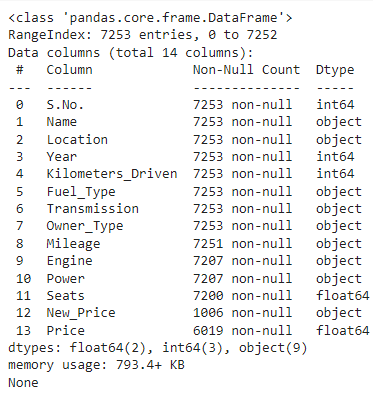 <class 'pandas.core.frame.DataFrame'>
RangeIndex: 7253 entries, 0 to 7252
Data columns (total 14 columns):
 #   Column             Non-Null Count  Dtype
---  ------             --------------  -----
 0   S.No.              7253 non-null   int64
 1   Name               7253 non-null   object
 2   Location           7253 non-null   object
 3   Year               7253 non-null   int64
 4   Kilometers_Driven  7253 non-null   int64
 5   Fuel_Type          7253 non-null   object
 6   Transmission       7253 non-null   object
 7   Owner_Type         7253 non-null   object
 8   Mileage            7251 non-null   object
 9   Engine             7207 non-null   object
 10  Power              7207 non-null   object
 11  Seats              7200 non-null   float64
 12  New_Price          1006 non-null   object
 13  Price              6019 non-null   float64
dtypes: float64(2), int64(3), object(9)
memory usage: 793.4+ KB
None